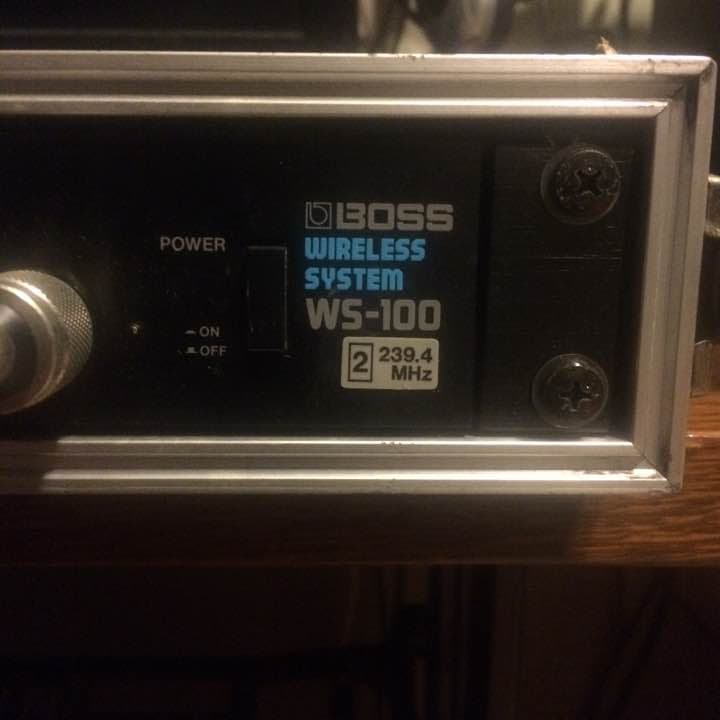 BOSS
WIRELESS
SYSTEM
WS-100
2 239.4
MHz
POWER
ON
OFF